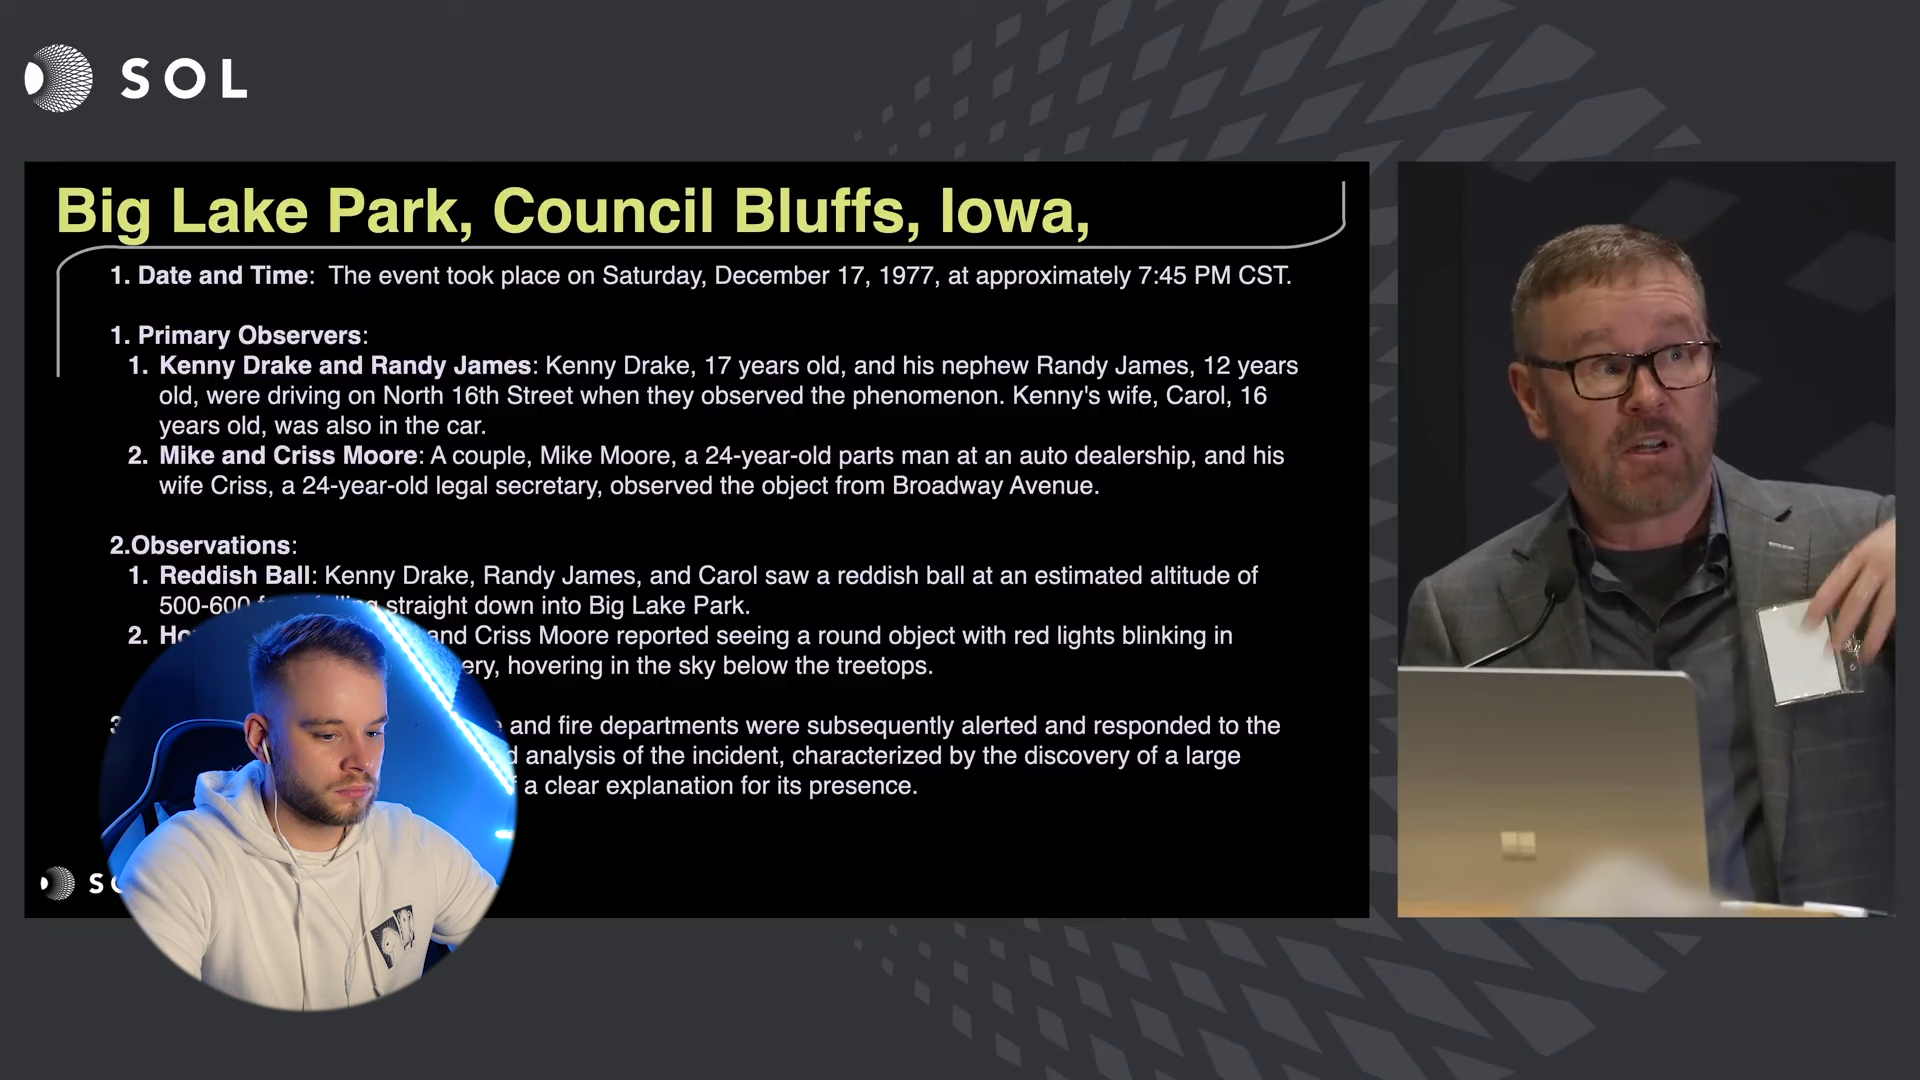 SOL
Big Lake Park, Council Bluffs, Iowa,
1. Date and Time: The event took place on Saturday, December 17, 1977, at approximately 7:45 PM CST.
1. Primary Observers:
1. Kenny Drake and Randy James: Kenny Drake, 17 years old, and his nephew Randy James, 12 years
old, were driving on North 16th Street when they observed the phenomenon. Kenny's wife, Carol, 16
years old, was also in the car.
2. Mike and Criss Moore: A couple, Mike Moore, a 24-year-old parts man at an auto dealership, and his
wife Criss, a 24-year-old legal secretary, observed the object from Broadway Avenue.
2.Observations:
1. Reddish Ball: Kenny Drake, Randy James, and Carol saw a reddish ball at an estimated altitude of
500-600 straight down into Big Lake Park.
2. and Criss Moore reported seeing a round object with red lights blinking in
hovering in the sky below the treetops.
and fire departments were subsequently alerted and responded to the
analysis of the incident, characterized by the discovery of a large
a clear explanation for its presence.